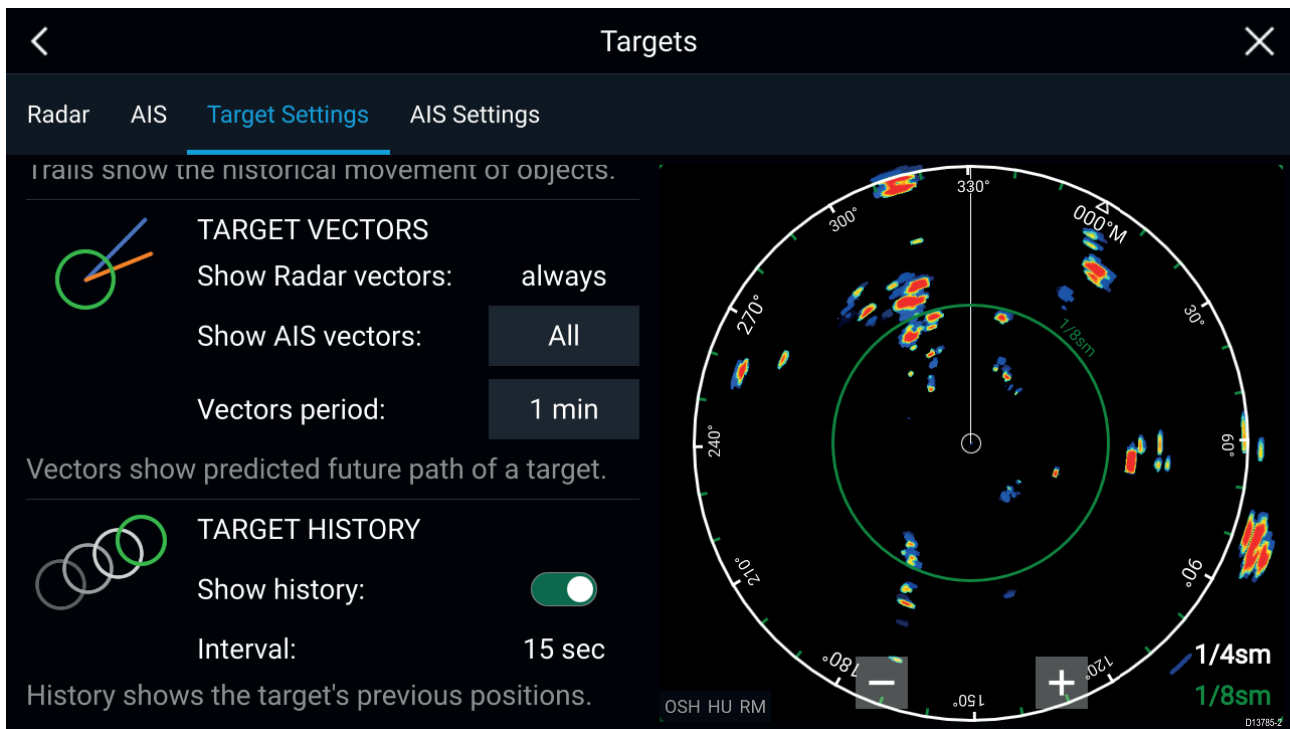 Targets
Radar AIS Target Settings AIS Settings
Trails show the historical movement of objects.
TARGET VECTORS
Show Radar vectors: always
Show AIS vectors: All
Vectors period: 1 min
Vectors show predicted future path of a target.
TARGET HISTORY
Show history:
Interval: 15 sec
History shows the target's previous positions.
330°
000°M
300°
30°
270°
1/8sm
240°
60°
210°
90°
180°
120°
150°
−
+
1/4sm
1/8sm
OSH HU RM
D13785-2